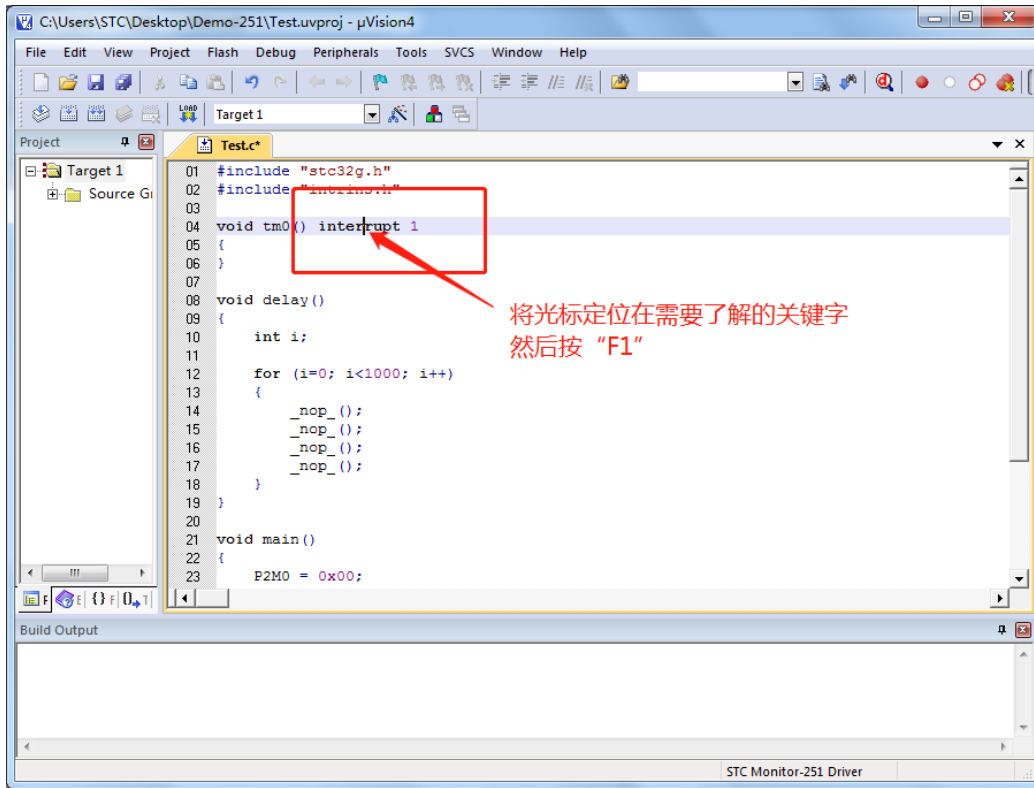 C:\Users\STC\Desktop\Demo-251\Test.uvproj - µVision4
File Edit View Project Flash Debug Peripherals Tools SVCS Window Help
LOAD
Target 1
Project
Test.c*
Target 1
Source
01 #include "stc32g.h"
02 #include "intrins.h"
03
04 void tm0() interrupt 1
05 {
06 }
07
08 void delay()
09 {
10 int i;
11
12 for (i=0; i<1000; i++)
13 {
14 _nop_();
15 _nop_();
16 _nop_();
17 _nop_();
18 }
19 }
20
21 void main()
22 {
23 P2M0 = 0x00;
将光标定位在需要了解的关键字
然后按“F1”
Build Output
STC Monitor-251 Driver